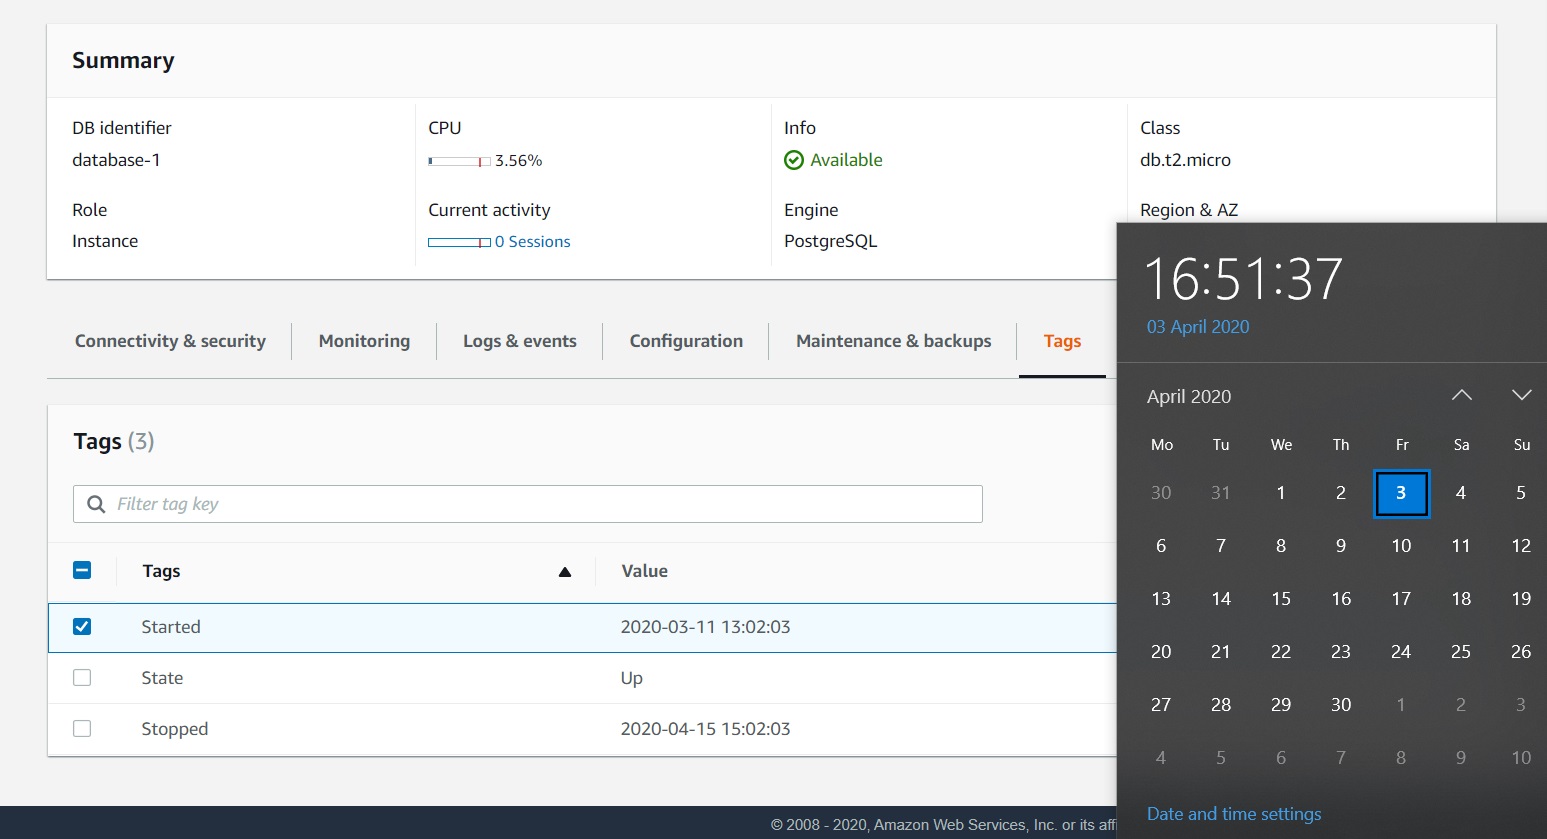 Summary
DB identifier
database-1
CPU
3.56%
Info
Available
Class
db.t2.micro
Role
Instance
Current activity
0 Sessions
Engine
PostgreSQL
Region & AZ
Connectivity & security
Monitoring
Logs & events
Configuration
Maintenance & backups
Tags
Tags (3)
Filter tag key
Tags Value
Started 2020-03-11 13:02:03
State Up
Stopped 2020-04-15 15:02:03
© 2008 - 2020, Amazon Web Services, Inc. or its affi
16:51:37
03 April 2020
April 2020
Mo Tu We Th Fr Sa Su
30 31 1 2 3 4 5
6 7 8 9 10 11 12
13 14 15 16 17 18 19
20 21 22 23 24 25 26
27 28 29 30 1 2 3
4 5 6 7 8 9 10
Date and time settings